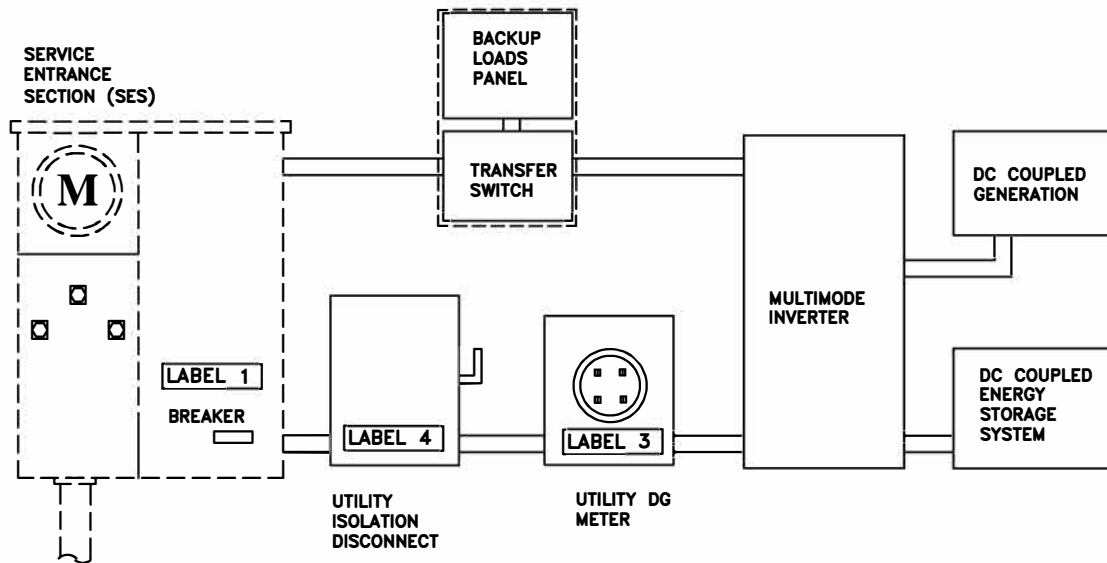 SERVICE
ENTRANCE
SECTION (SES)
BACKUP
LOADS
PANEL
M
TRANSFER
SWITCH
DC COUPLED
GENERATION
MULTIMODE
INVERTER
LABEL 1
BREAKER
LABEL 4
LABEL 3
DC COUPLED
ENERGY
STORAGE
SYSTEM
UTILITY
ISOLATION
DISCONNECT
UTILITY DG
METER